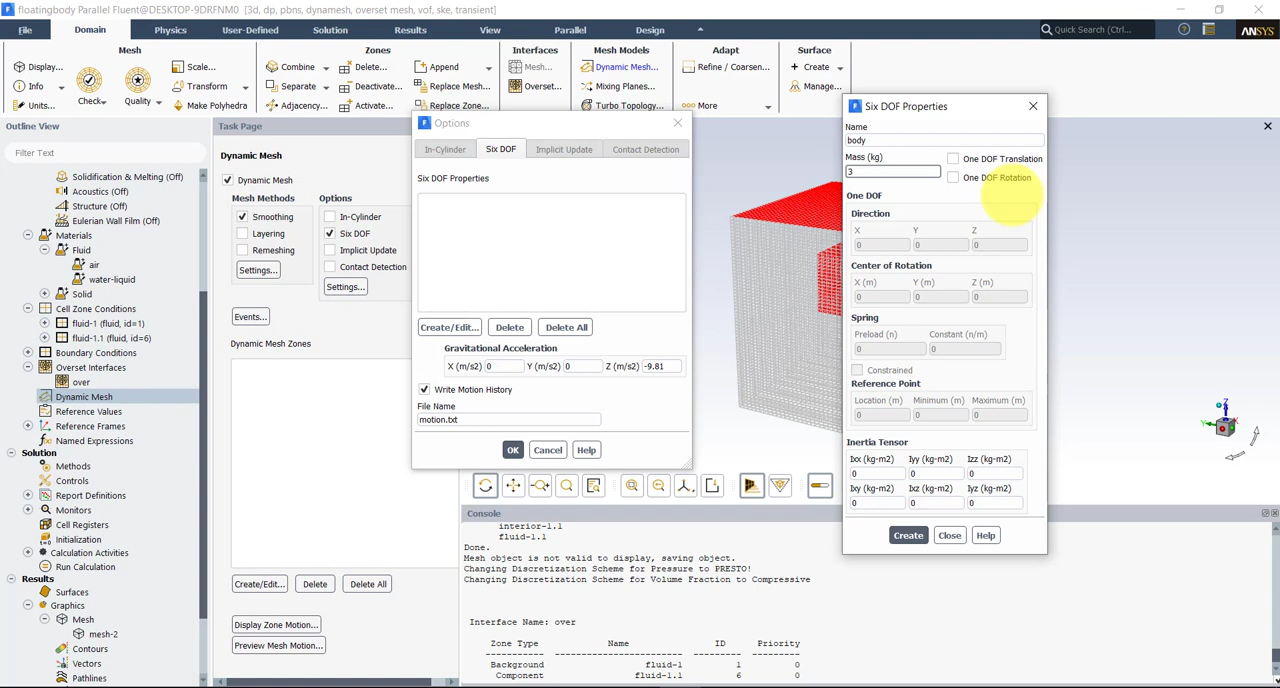 floatingbody Parallel Fluent@DESKTOP-9DRFNM0 [3d, dp, pbns, dynamesh, overset mesh, vof, ske, transient]
File Domain Physics User-Defined Solution Results View Parallel Design Quick Search (Ctrl... ANSYS
Mesh Zones Interfaces Mesh Models Adapt Surface
Display... Scale... Combine Delete... Append Mesh... Dynamic Mesh... Refine / Coarsen... Create
Info Transform Separate Deactivate... Replace Mesh... Overset... Mixing Planes... Manage...
Units... Check Quality Make Polyhedra Adjacency... Activate... Replace Zone... Turbo Topology... More
Outline View
Filter Text
Solidification & Melting (Off)
Acoustics (Off)
Structure (Off)
Eulerian Wall Film (Off)
Materials
Fluid
air
water-liquid
Solid
Cell Zone Conditions
fluid-1 (fluid, id=1)
fluid-1.1 (fluid, id=6)
Boundary Conditions
Overset Interfaces
over
Dynamic Mesh
Reference Values
Reference Frames
Named Expressions
Solution
Methods
Controls
Report Definitions
Monitors
Cell Registers
Initialization
Calculation Activities
Run Calculation
Results
Surfaces
Graphics
Mesh
mesh-2
Contours
Vectors
Pathlines
Task Page
Dynamic Mesh
Dynamic Mesh
Mesh Methods Options
Smoothing In-Cylinder
Layering Six DOF
Remeshing Implicit Update
Settings... Contact Detection
Settings...
Events...
Dynamic Mesh Zones
Create/Edit... Delete Delete All
Display Zone Motion...
Preview Mesh Motion...
Options
In-Cylinder Six DOF Implicit Update Contact Detection
Six DOF Properties
Create/Edit... Delete Delete All
Gravitational Acceleration
X (m/s2) 0 Y (m/s2) 0 Z (m/s2) -9.81
Write Motion History
File Name
motion.txt
OK Cancel Help
Six DOF Properties
Name
body
Mass (kg)
3
One DOF Translation
One DOF Rotation
One DOF
Direction
X Y Z
0 0 0
Center of Rotation
X (m) Y (m) Z (m)
0 0 0
Spring
Preload (n) Constant (n/m)
0 0
Constrained
Reference Point
Location (m) Minimum (m) Maximum (m)
0 0 0
Inertia Tensor
Ixx (kg-m2) Iyy (kg-m2) Izz (kg-m2)
0 0 0
Ixy (kg-m2) Ixz (kg-m2) Iyz (kg-m2)
0 0 0
Create Close Help
Z
Y X
Console
interior-1.1
fluid-1.1
Done.
Mesh object is not valid to display, saving object.
Changing Discretization Scheme for Pressure to PRESTO!
Changing Discretization Scheme for Volume Fraction to Compressive
Interface Name: over
Zone Type Name ID Priority
Background fluid-1 1 0
Component fluid-1.1 6 0